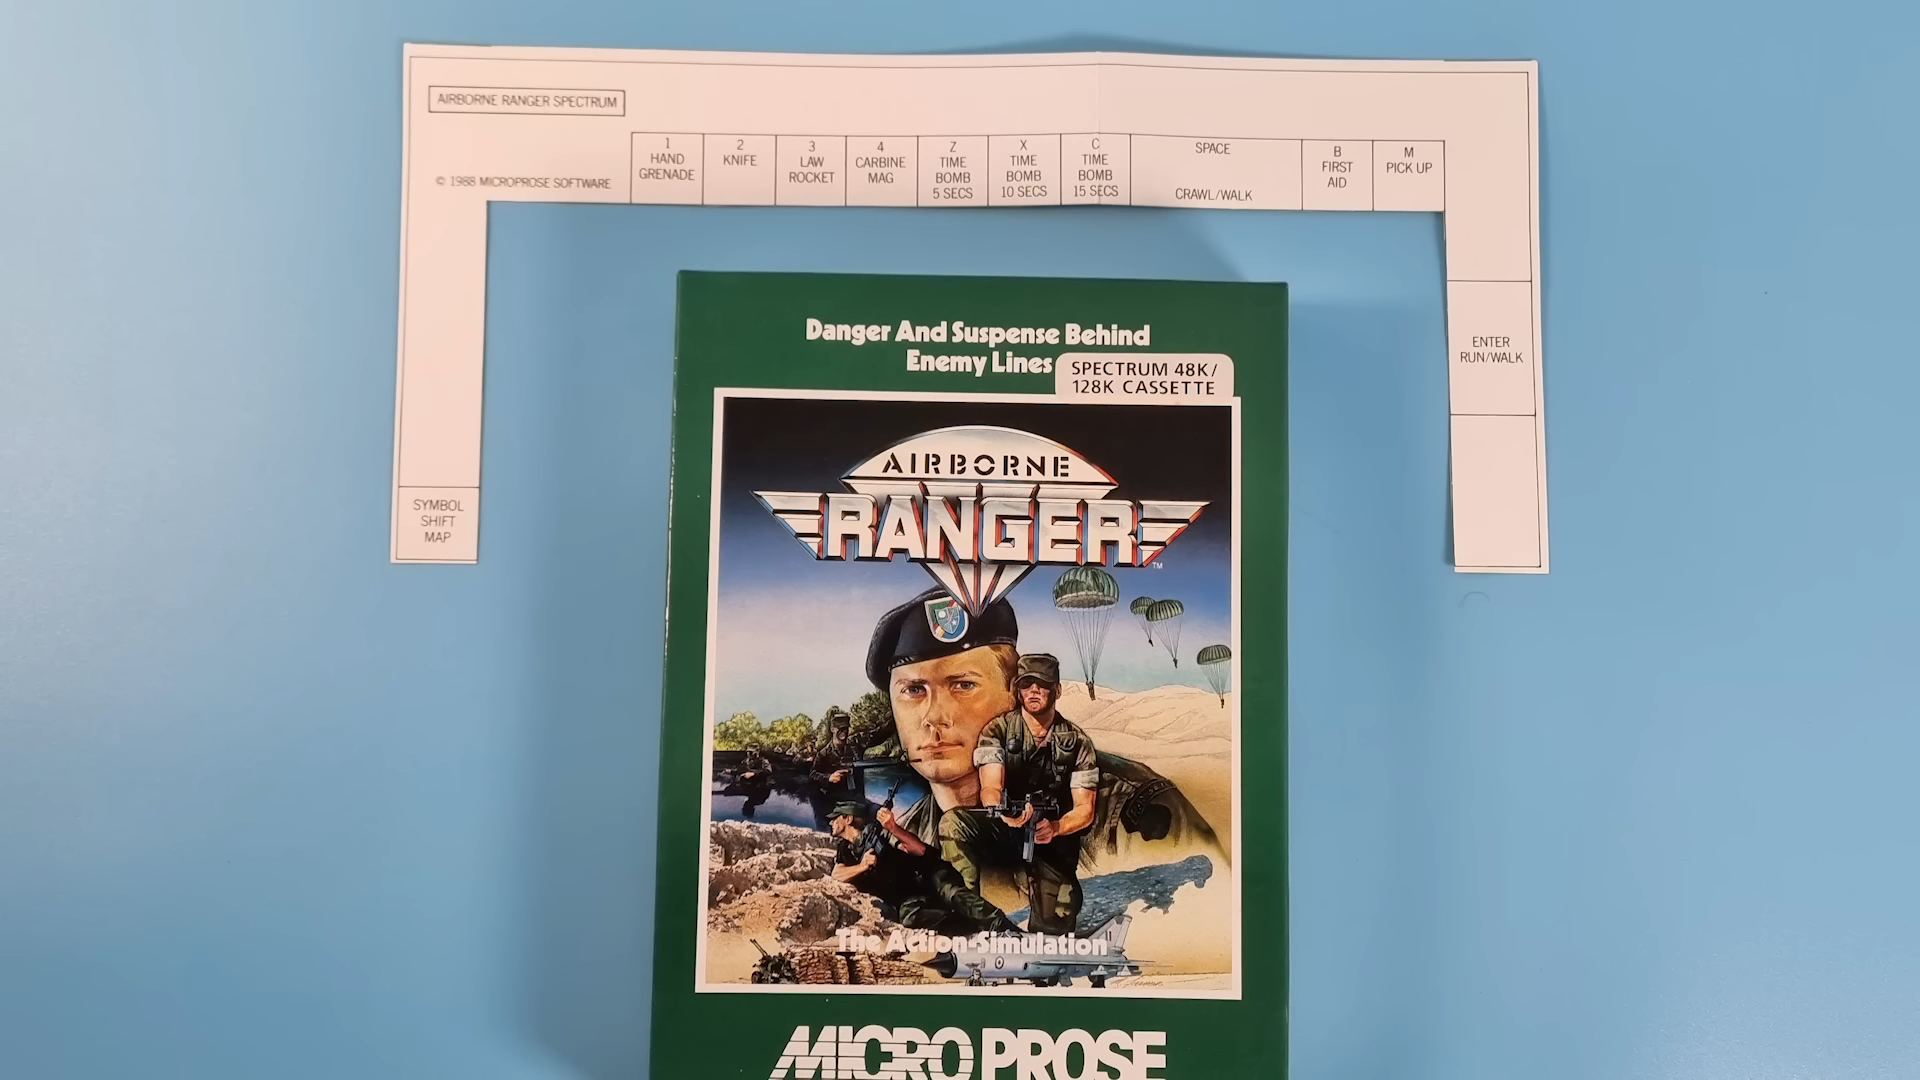 AIRBORNE RANGER SPECTRUM
© 1988 MICROPROSE SOFTWARE
1
HAND
GRENADE
2
KNIFE
3
LAW
ROCKET
4
CARBINE
MAG
Z
TIME
BOMB
5 SECS
X
TIME
BOMB
10 SECS
C
TIME
BOMB
15 SECS
SPACE
CRAWL/WALK
B
FIRST
AID
M
PICK UP
ENTER
RUN/WALK
SYMBOL
SHIFT
MAP
Danger And Suspense Behind
Enemy Lines
SPECTRUM 48K/
128K CASSETTE
AIRBORNE
RANGER
TM
The Action Simulation
MICRO PROSE